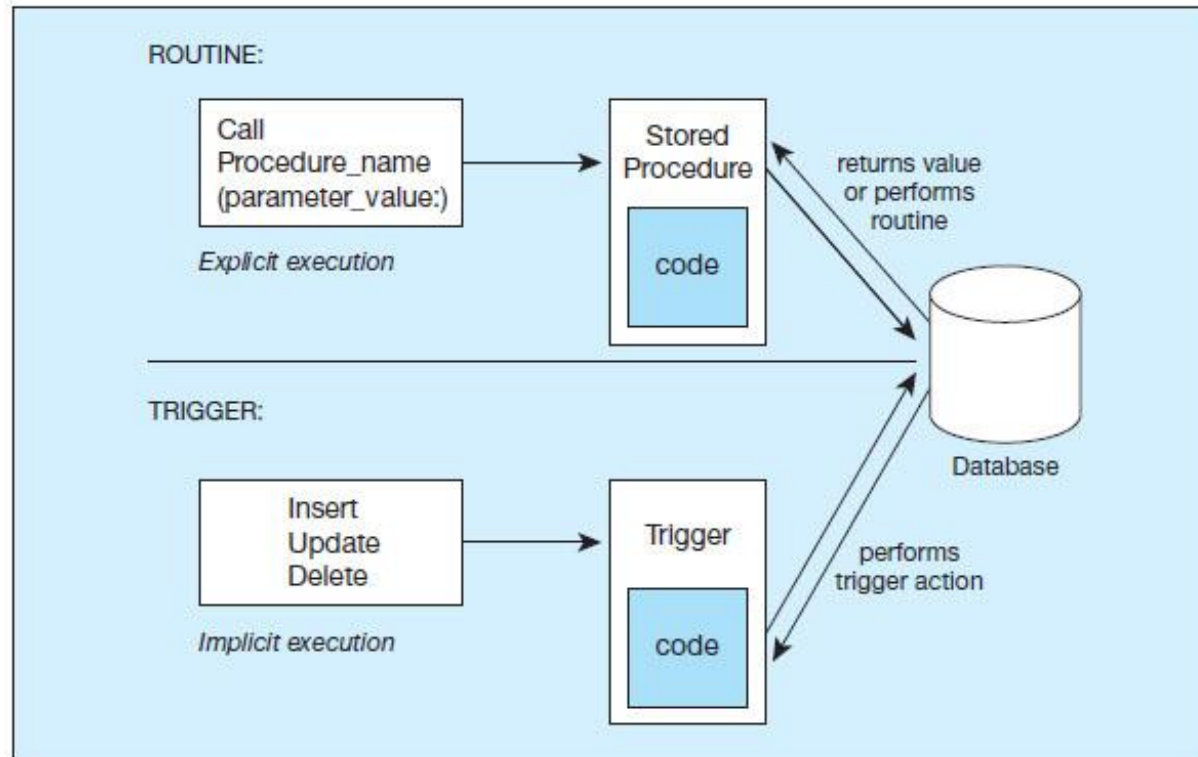 ROUTINE:
Call
Procedure_name
(parameter_value:)
Explicit execution
Stored
Procedure
code
returns value
or performs
routine
Database
TRIGGER:
Insert
Update
Delete
Implicit execution
Trigger
code
performs
trigger action